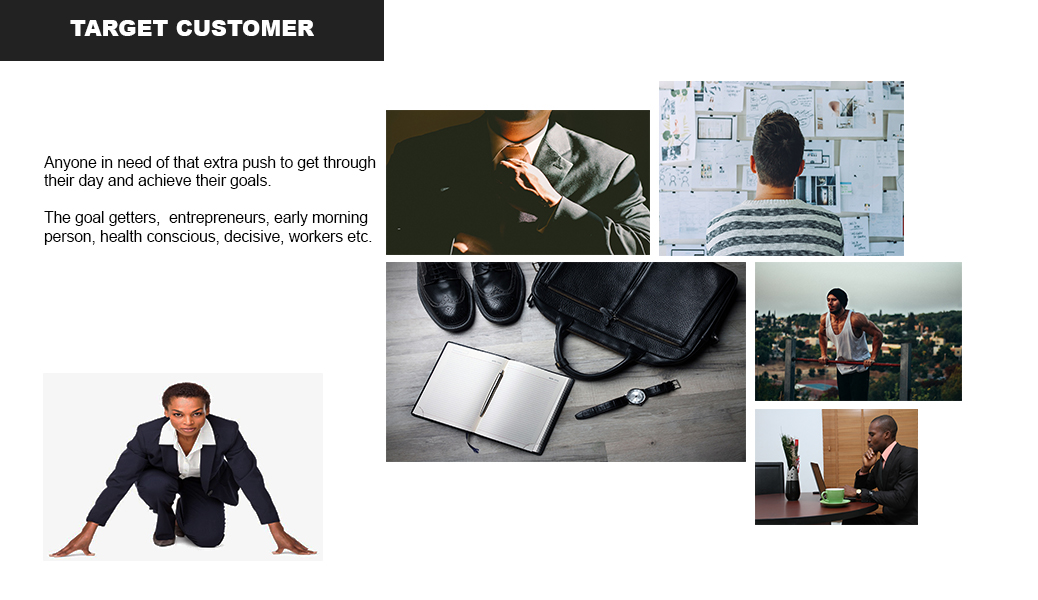 TARGET CUSTOMER
Anyone in need of that extra push to get through
their day and achieve their goals.
The goal getters,  entrepreneurs, early morning
person, health conscious, decisive, workers etc.